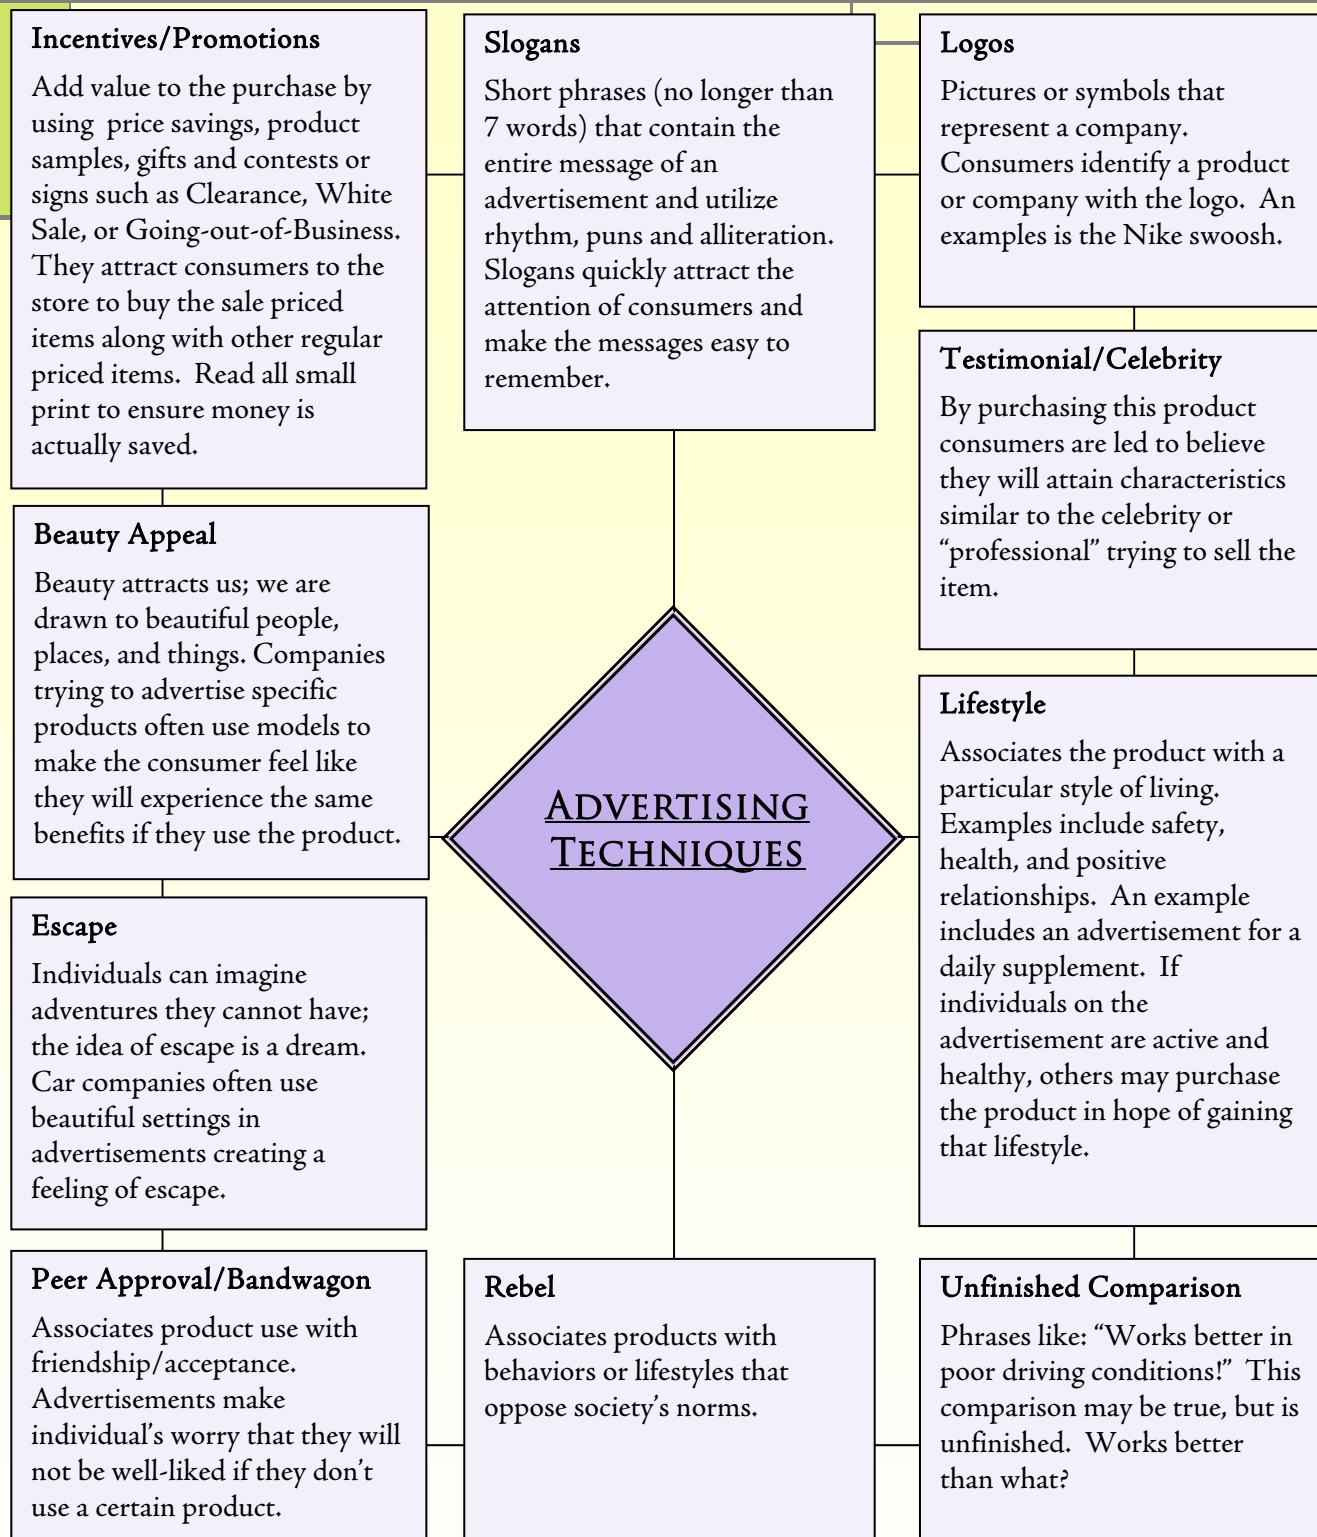 Incentives/Promotions
Add value to the purchase by
using  price savings, product
samples, gifts and contests or
signs such as Clearance, White
Sale, or Going-out-of-Business.
They attract consumers to the
store to buy the sale priced
items along with other regular
priced items.  Read all small
print to ensure money is
actually saved.
Slogans
Short phrases (no longer than
7 words) that contain the
entire message of an
advertisement and utilize
rhythm, puns and alliteration.
Slogans quickly attract the
attention of consumers and
make the messages easy to
remember.
Logos
Pictures or symbols that
represent a company.
Consumers identify a product
or company with the logo.  An
examples is the Nike swoosh.
Testimonial/Celebrity
By purchasing this product
consumers are led to believe
they will attain characteristics
similar to the celebrity or
“professional” trying to sell the
item.
Beauty Appeal
Beauty attracts us; we are
drawn to beautiful people,
places, and things. Companies
trying to advertise specific
products often use models to
make the consumer feel like
they will experience the same
benefits if they use the product.
ADVERTISING
TECHNIQUES
Lifestyle
Associates the product with a
particular style of living.
Examples include safety,
health, and positive
relationships.  An example
includes an advertisement for a
daily supplement.  If
individuals on the
advertisement are active and
healthy, others may purchase
the product in hope of gaining
that lifestyle.
Escape
Individuals can imagine
adventures they cannot have;
the idea of escape is a dream.
Car companies often use
beautiful settings in
advertisements creating a
feeling of escape.
Peer Approval/Bandwagon
Associates product use with
friendship/acceptance.
Advertisements make
individual’s worry that they will
not be well-liked if they don’t
use a certain product.
Rebel
Associates products with
behaviors or lifestyles that
oppose society’s norms.
Unfinished Comparison
Phrases like: “Works better in
poor driving conditions!”  This
comparison may be true, but is
unfinished.  Works better
than what?